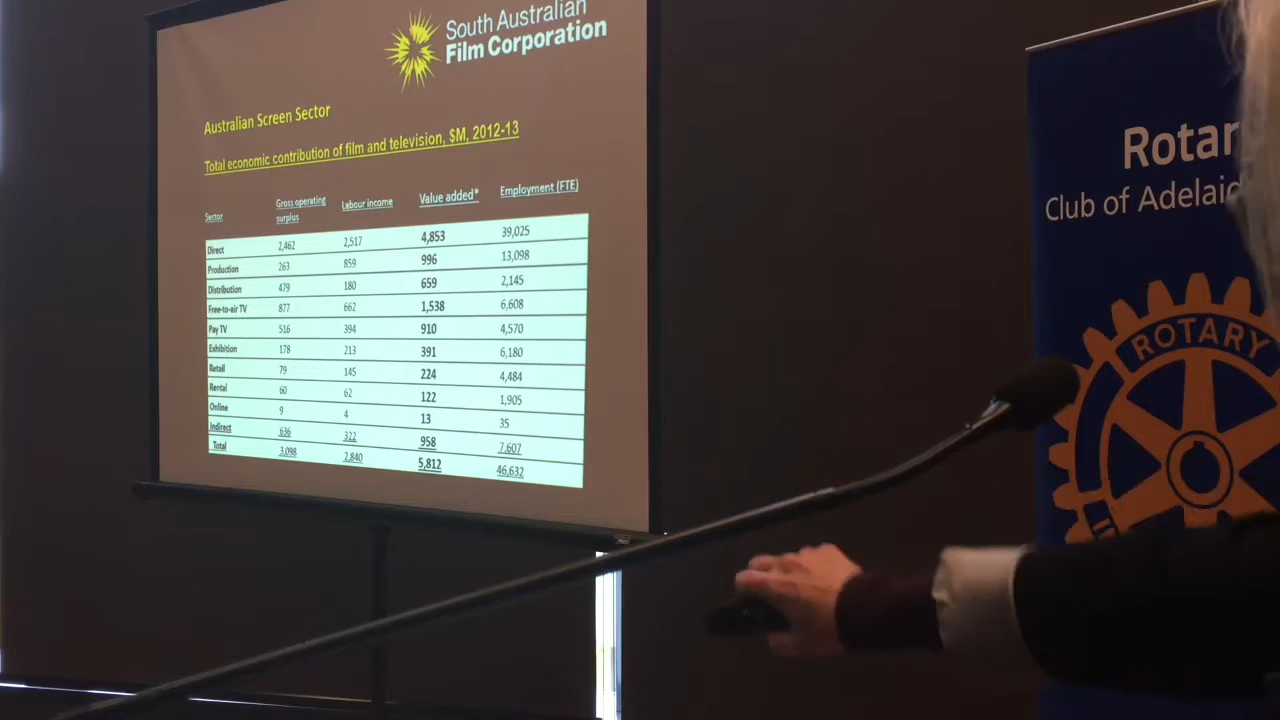 South Australian
Film Corporation
Australian Screen Sector
Total economic contribution of film and television, $M, 2012-13
Sector Gross operating surplus Labour income Value added* Employment (FTE)
Direct 2,462 2,517 4,853 39,025
Production 263 859 996 13,098
Distribution 479 180 659 2,145
Free-to-air TV 877 662 1,538 6,608
Pay TV 516 394 910 4,570
Exhibition 178 213 391 6,180
Retail 79 145 224 4,484
Rental 60 62 122 1,905
Online 9 4 13 35
Indirect 636 322 958 7,607
Total 3,098 2,840 5,812 46,632
Rotar
Club of Adelaid
ROTARY